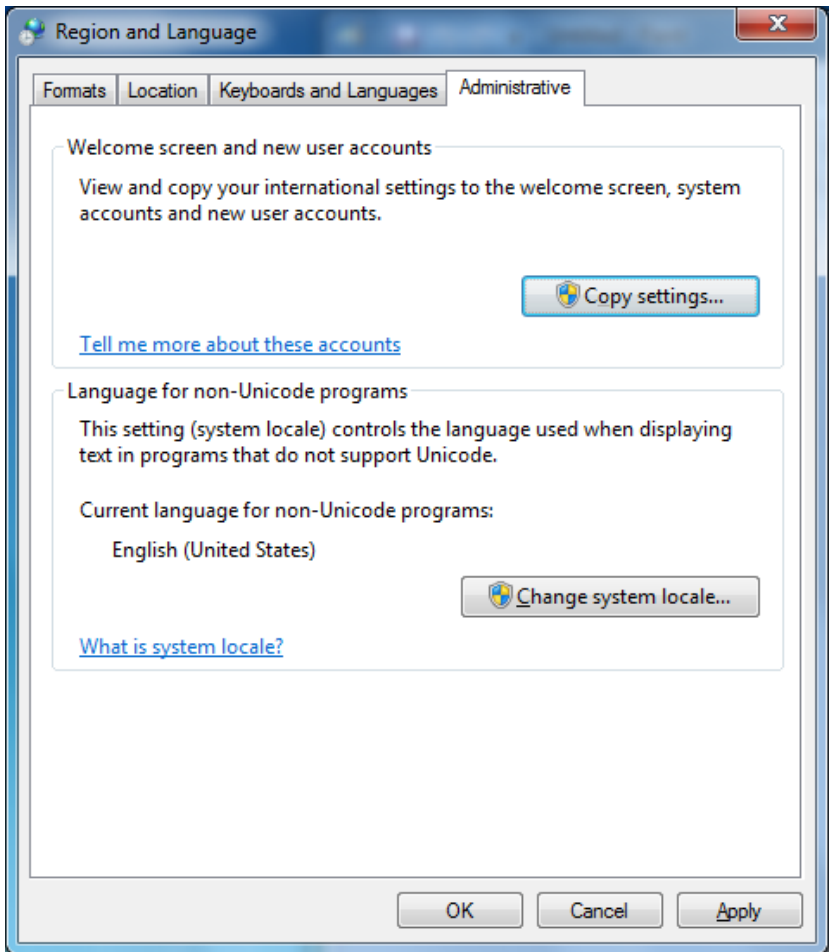 Region and Language
Formats Location Keyboards and Languages Administrative
Welcome screen and new user accounts
View and copy your international settings to the welcome screen, system
accounts and new user accounts.
Copy settings...
Tell me more about these accounts
Language for non-Unicode programs
This setting (system locale) controls the language used when displaying
text in programs that do not support Unicode.
Current language for non-Unicode programs:
English (United States)
Change system locale...
What is system locale?
OK Cancel Apply